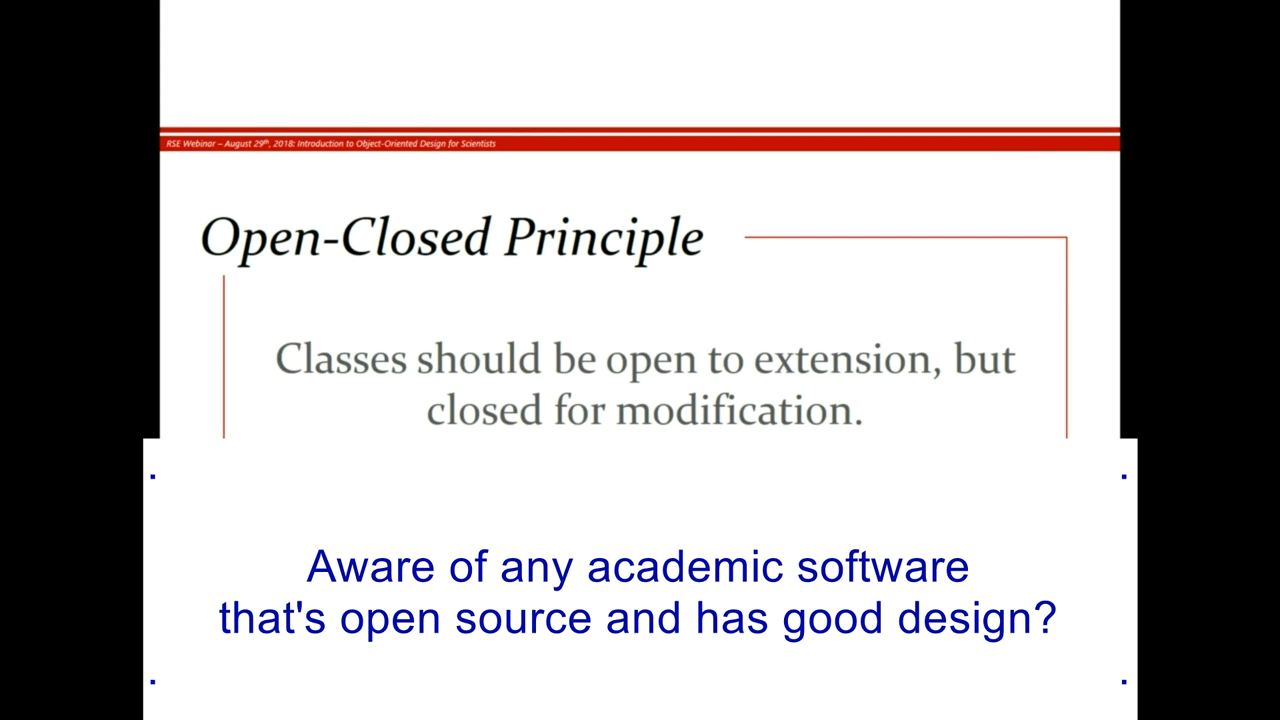 RSE Webinar – August 29th, 2018: Introduction to Object-Oriented Design for Scientists
Open-Closed Principle
Classes should be open to extension, but
closed for modification.
Aware of any academic software
that's open source and has good design?